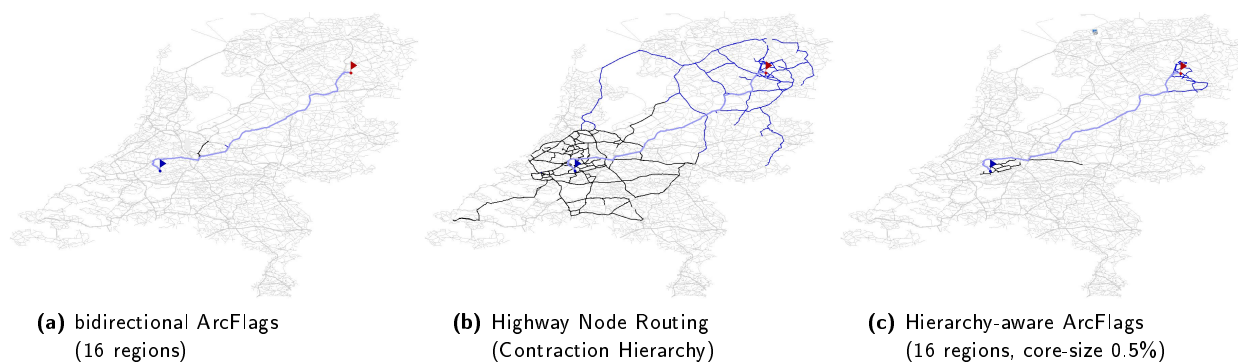 (a) bidirectional ArcFlags
(16 regions)
(b) Highway Node Routing
(Contraction Hierarchy)
(c) Hierarchy-aware ArcFlags
(16 regions, core-size 0.5%)